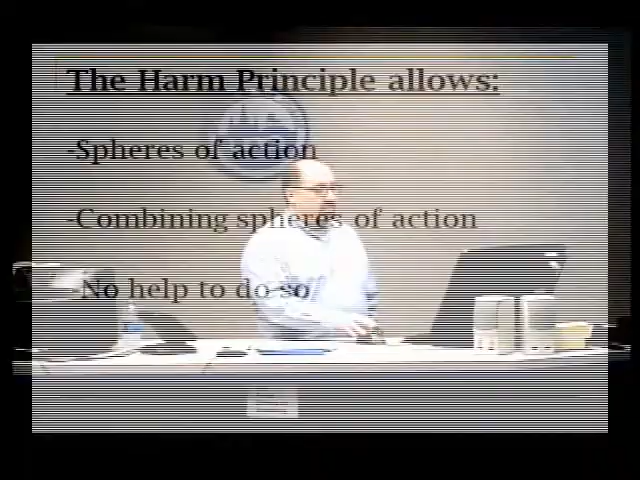 The Harm Principle allows:
-Spheres of action
-Combining spheres of action
-No help to do so